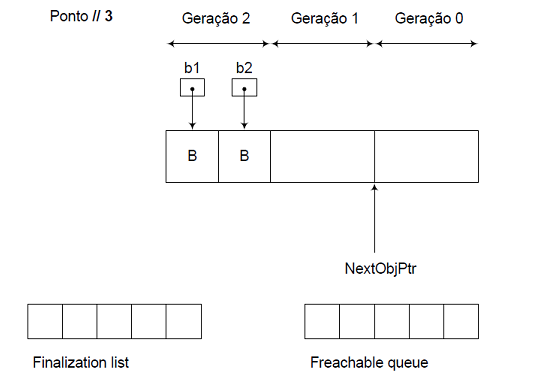 Ponto // 3
Geração 2
Geração 1
Geração 0
b1
b2
B
B
NextObjPtr
Finalization list
Freachable queue